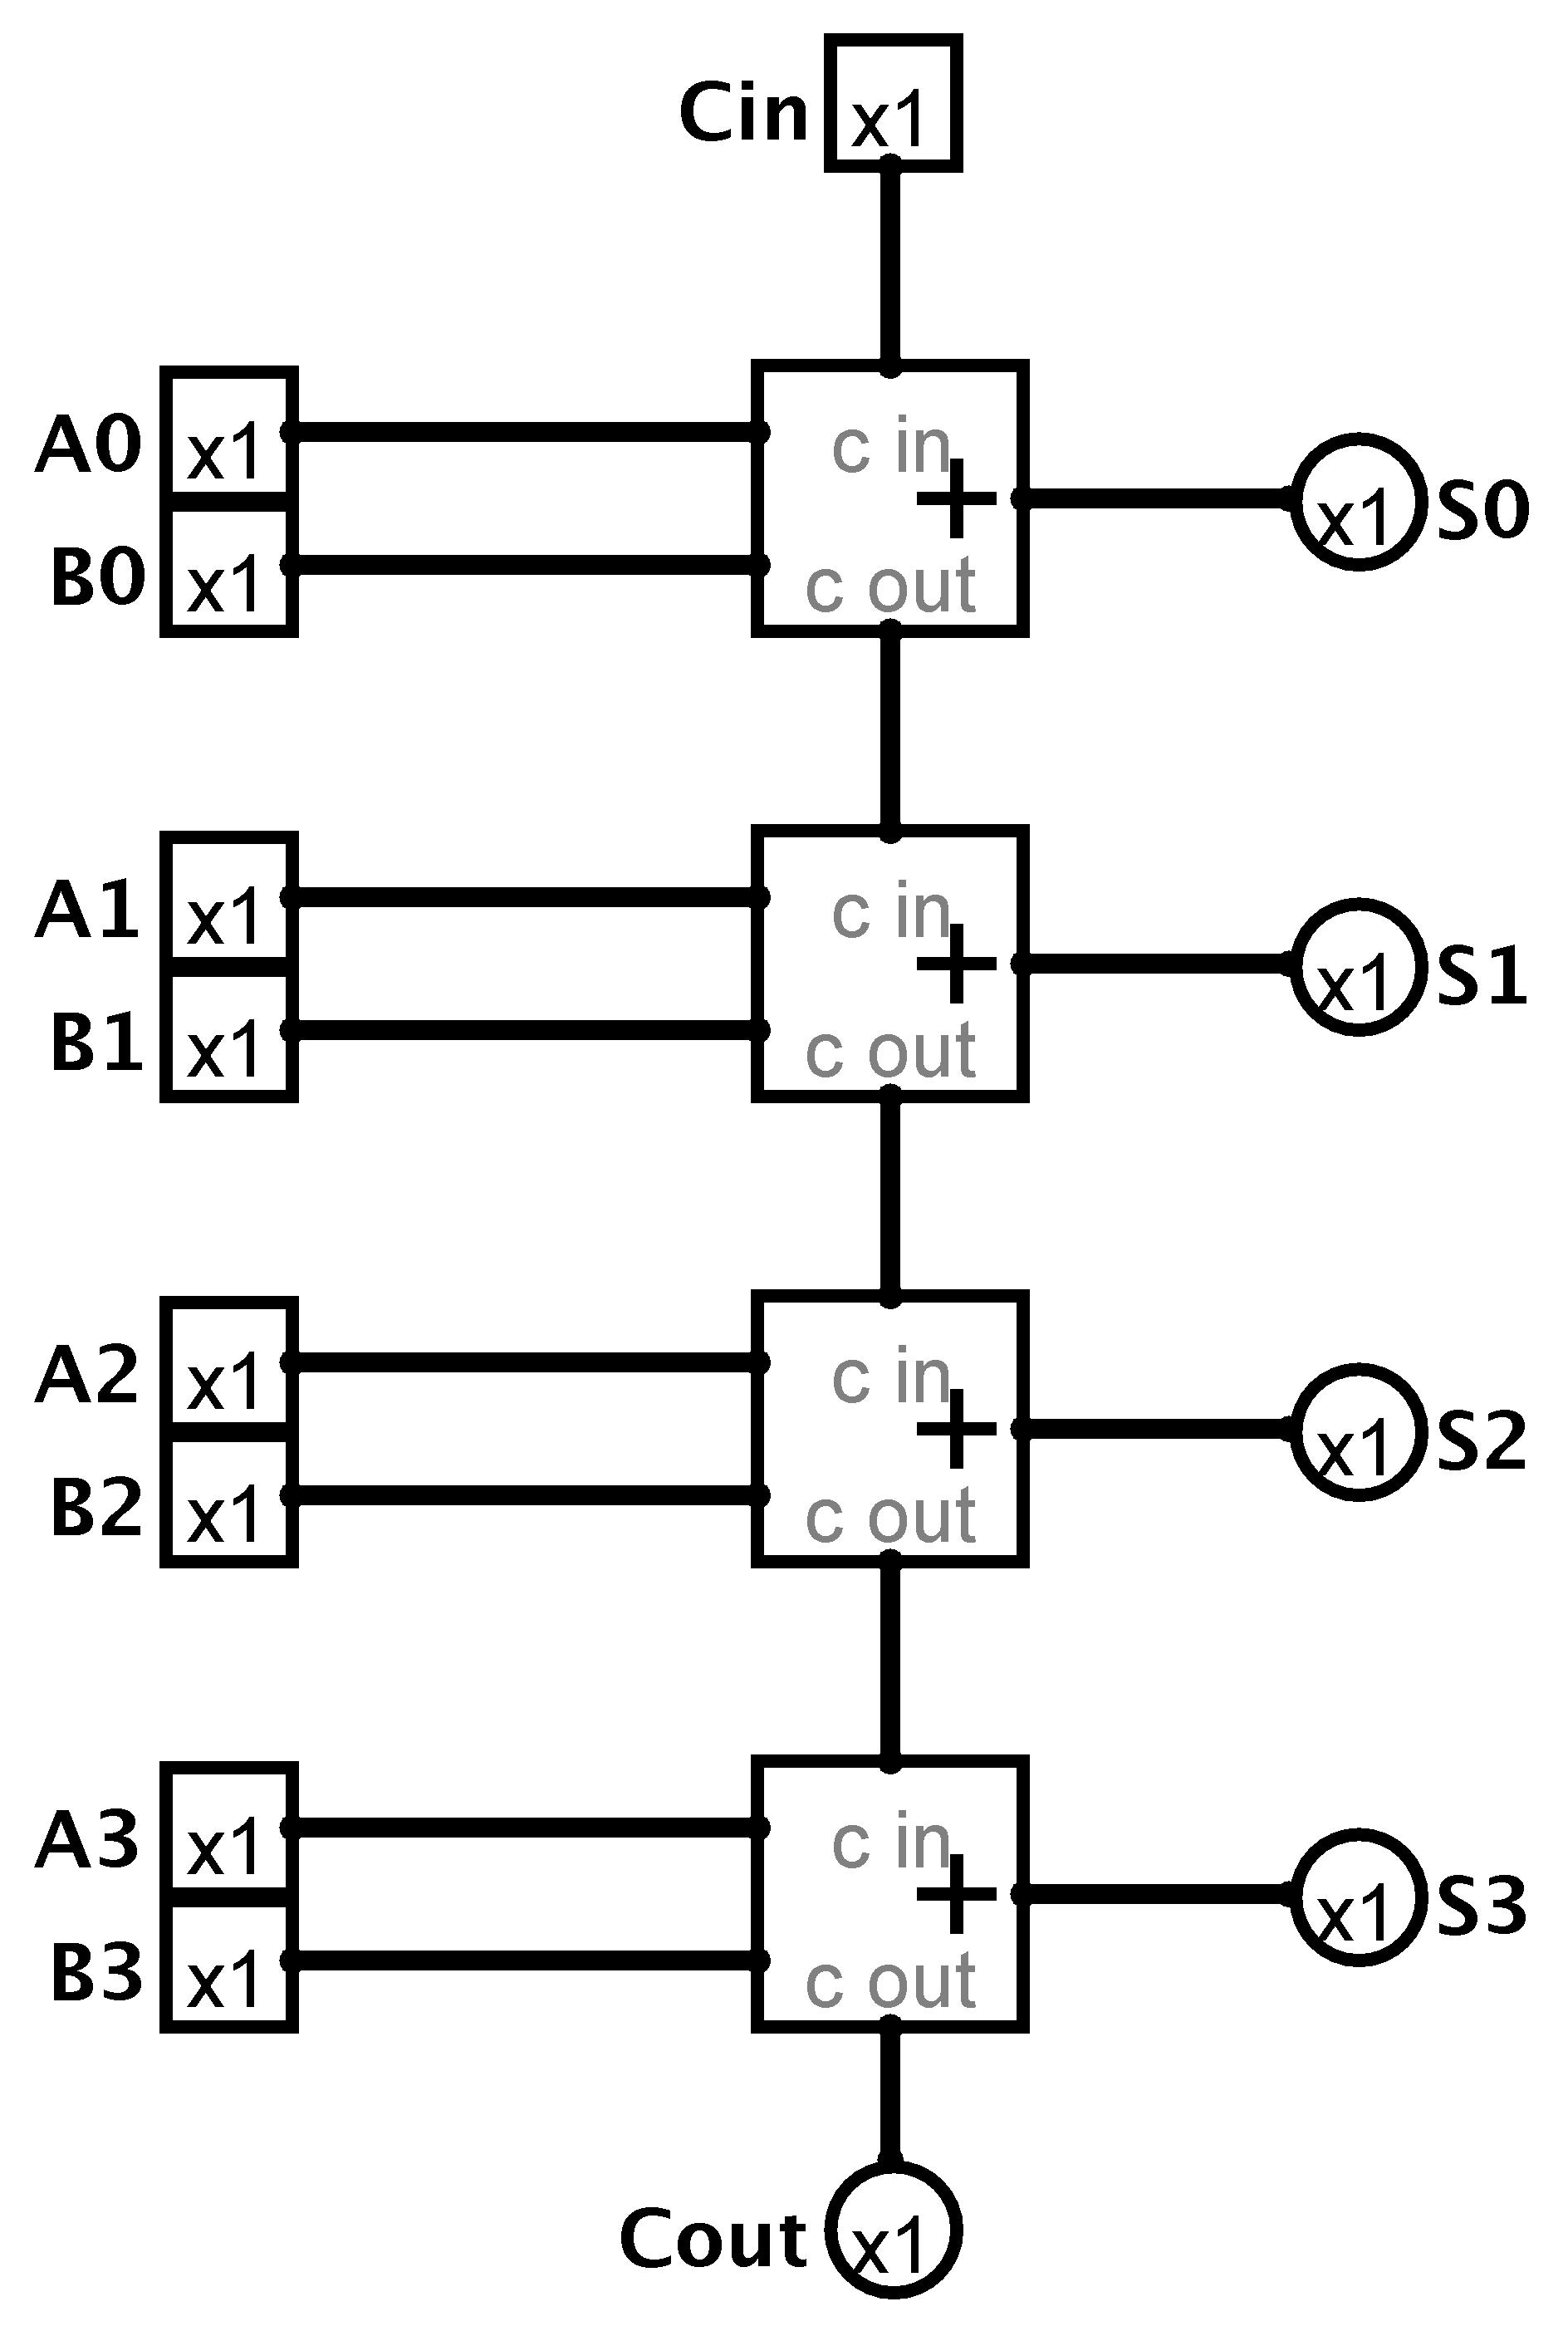 Cin x1
c in
A0 x1
+ x1 S0
B0 x1
c out
c in
A1 x1
+ x1 S1
B1 x1
c out
c in
A2 x1
+ x1 S2
B2 x1
c out
c in
A3 x1
+ x1 S3
B3 x1
c out
Cout x1